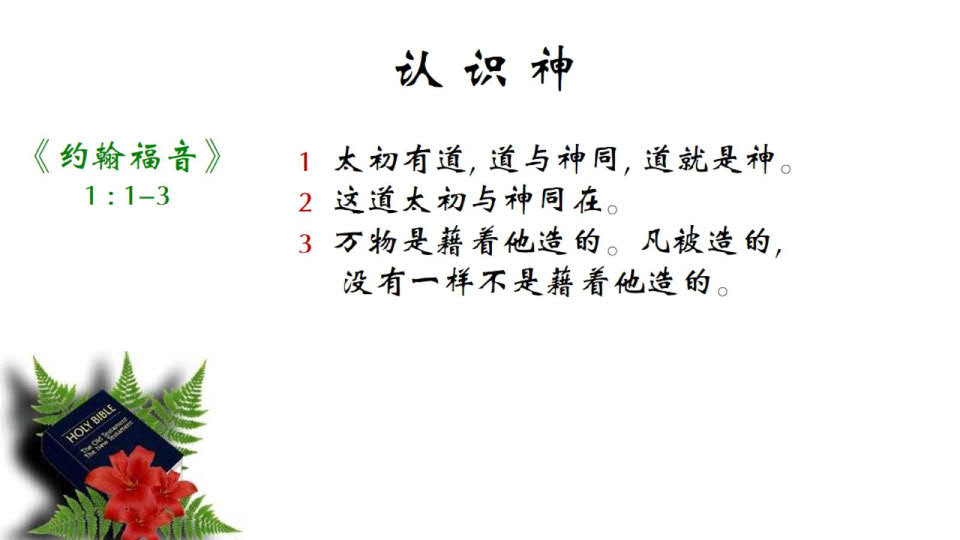 认识神
《约翰福音》
1:1-3
1 太初有道, 道与神同, 道就是神。
2 这道太初与神同在。
3 万物是藉着他造的。凡被造的,
没有一样不是藉着他造的。
HOLY BIBLE
The Old Testament
The New Testament